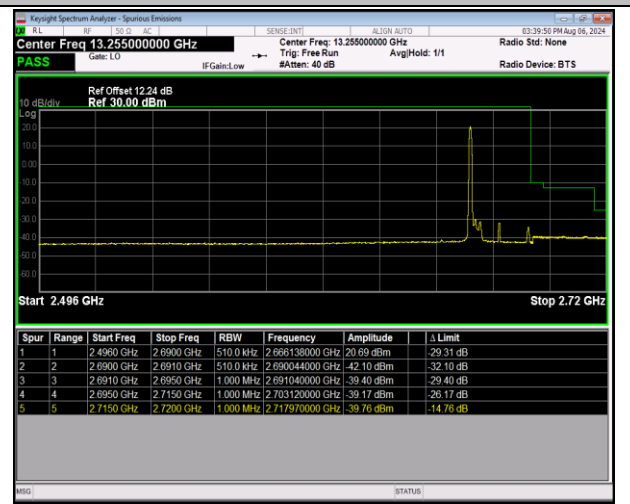 Keysight Spectrum Analyzer - Spurious Emissions
RL RF 50 Ω AC SENSE:INT ALIGN AUTO 03:39:50 PM Aug 06, 2024
Center Freq 13.255000000 GHz Center Freq: 13.255000000 GHz Radio Std: None
PASS Gate: LO IFGain:Low Trig: Free Run Avg|Hold: 1/1
#Atten: 40 dB Radio Device: BTS
Ref Offset 12.24 dB
10 dB/div Ref 30.00 dBm
Log
20.0
10.0
0.00
-10.0
-20.0
-30.0
-40.0
-50.0
-60.0
Start 2.496 GHz Stop 2.72 GHz
Spur Range Start Freq Stop Freq RBW Frequency Amplitude Δ Limit
1 1 2.4960 GHz 2.6900 GHz 510.0 kHz 2.666138000 GHz 20.69 dBm -29.31 dB
2 2 2.6900 GHz 2.6910 GHz 510.0 kHz 2.690044000 GHz -42.10 dBm -32.10 dB
3 3 2.6910 GHz 2.6950 GHz 1.000 MHz 2.691040000 GHz -39.40 dBm -29.40 dB
4 4 2.6950 GHz 2.7150 GHz 1.000 MHz 2.703120000 GHz -39.17 dBm -26.17 dB
5 5 2.7150 GHz 2.7200 GHz 1.000 MHz 2.717970000 GHz -39.76 dBm -14.76 dB
MSG STATUS